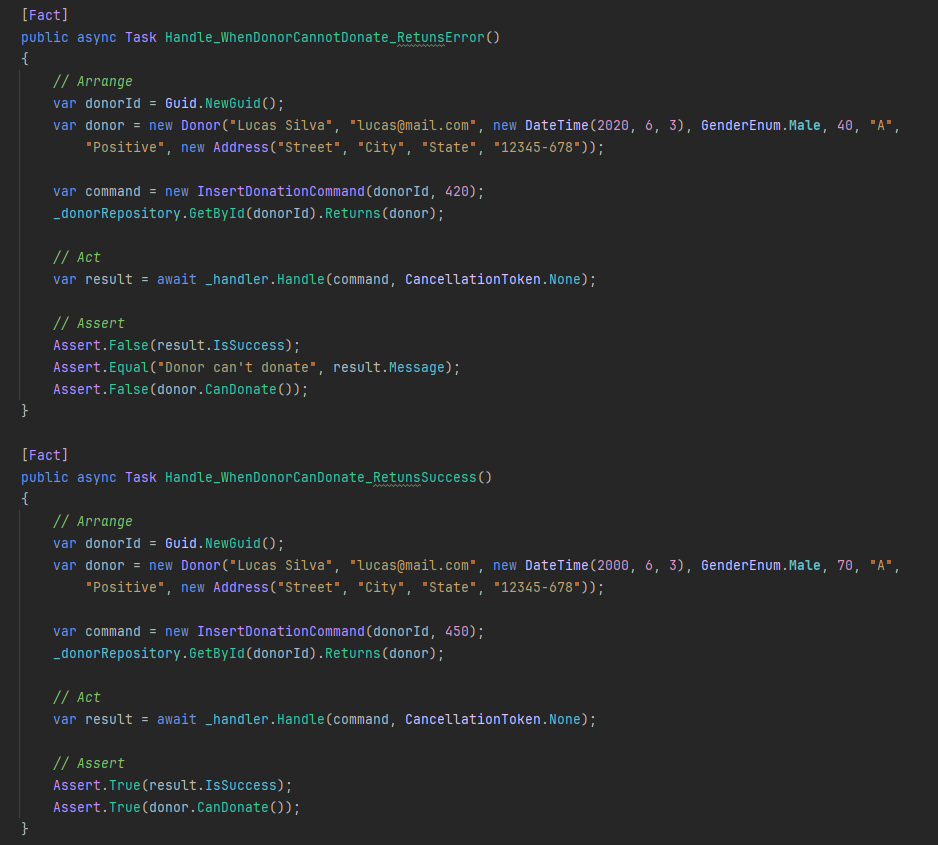 [Fact]
public async Task Handle_WhenDonorCannotDonate_RetunsError()
{
    // Arrange
    var donorId = Guid.NewGuid();
    var donor = new Donor("Lucas Silva", "lucas@mail.com", new DateTime(2020, 6, 3), GenderEnum.Male, 40, "A",
        "Positive", new Address("Street", "City", "State", "12345-678"));

    var command = new InsertDonationCommand(donorId, 420);
    _donorRepository.GetById(donorId).Returns(donor);

    // Act
    var result = await _handler.Handle(command, CancellationToken.None);

    // Assert
    Assert.False(result.IsSuccess);
    Assert.Equal("Donor can't donate", result.Message);
    Assert.False(donor.CanDonate());
}

[Fact]
public async Task Handle_WhenDonorCanDonate_RetunsSuccess()
{
    // Arrange
    var donorId = Guid.NewGuid();
    var donor = new Donor("Lucas Silva", "lucas@mail.com", new DateTime(2000, 6, 3), GenderEnum.Male, 70, "A",
        "Positive", new Address("Street", "City", "State", "12345-678"));

    var command = new InsertDonationCommand(donorId, 450);
    _donorRepository.GetById(donorId).Returns(donor);

    // Act
    var result = await _handler.Handle(command, CancellationToken.None);

    // Assert
    Assert.True(result.IsSuccess);
    Assert.True(donor.CanDonate());
}